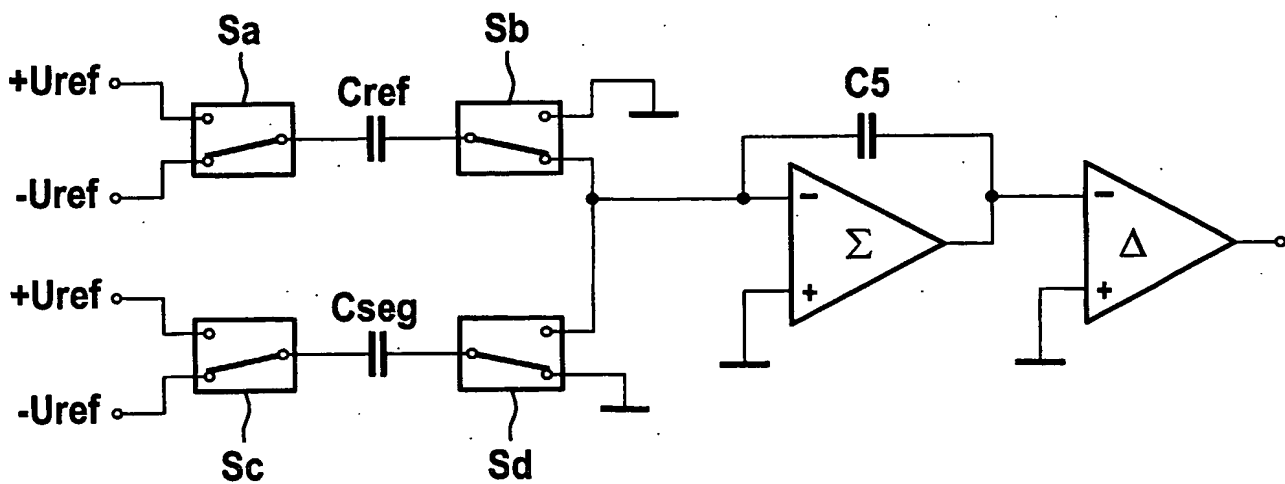 Sa
Sb
+Uref
Cref
C5
-Uref
−
Σ
+
−
Δ
+
+Uref
Cseg
-Uref
Sc
Sd